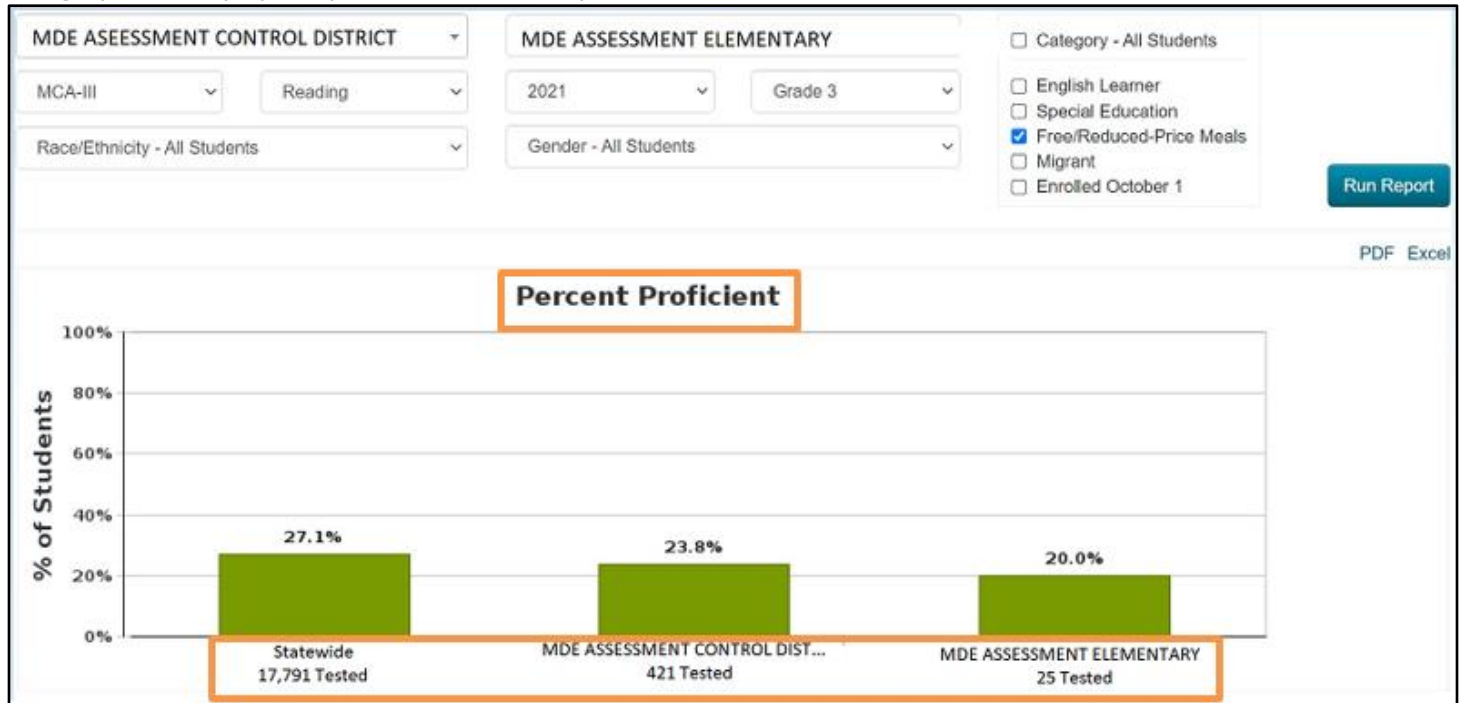 MDE ASEESSMENT CONTROL DISTRICT
MDE ASSESSMENT ELEMENTARY
Category - All Students
MCA-III
Reading
2021
Grade 3
English Learner
Special Education
Race/Ethnicity - All Students
Gender - All Students
Free/Reduced-Price Meals
Migrant
Enrolled October 1
Run Report
PDF Excel
Percent Proficient
100%
80%
60%
40%
20%
0%
% of Students
27.1%
23.8%
20.0%
Statewide
17,791 Tested
MDE ASSESSMENT CONTROL DIST...
421 Tested
MDE ASSESSMENT ELEMENTARY
25 Tested